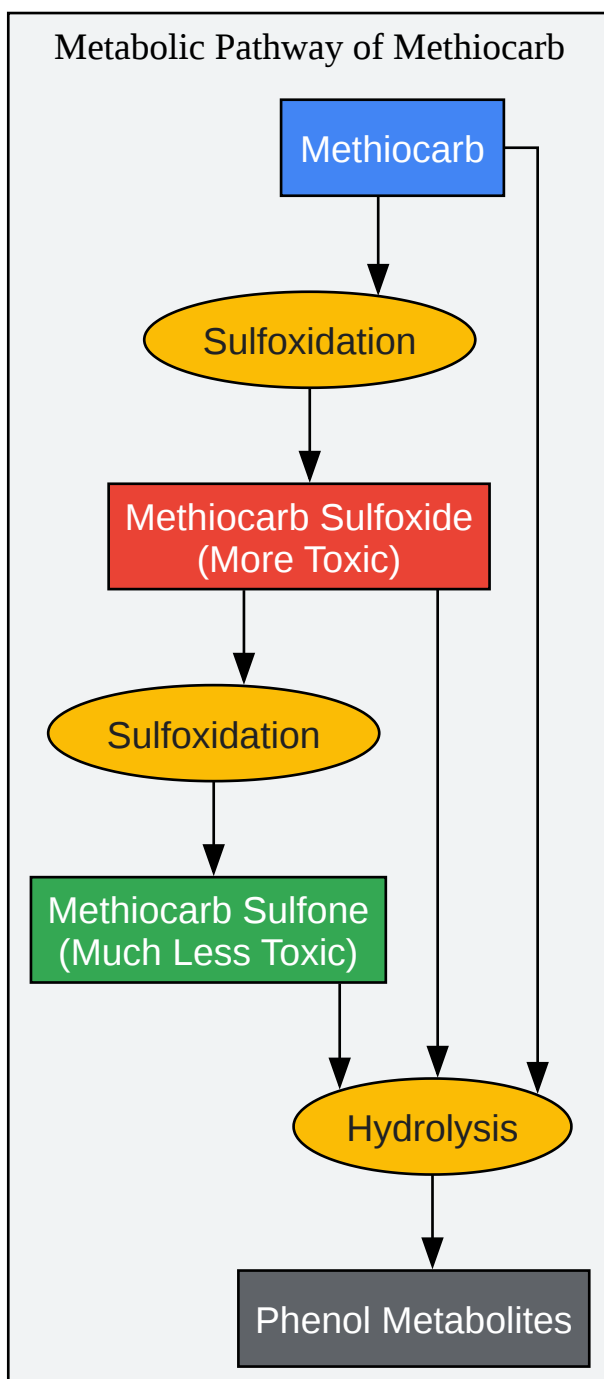 Metabolic Pathway of Methiocarb
Methiocarb
Sulfoxidation
Methiocarb Sulfoxide
(More Toxic)
Sulfoxidation
Methiocarb Sulfone
(Much Less Toxic)
Hydrolysis
Phenol Metabolites